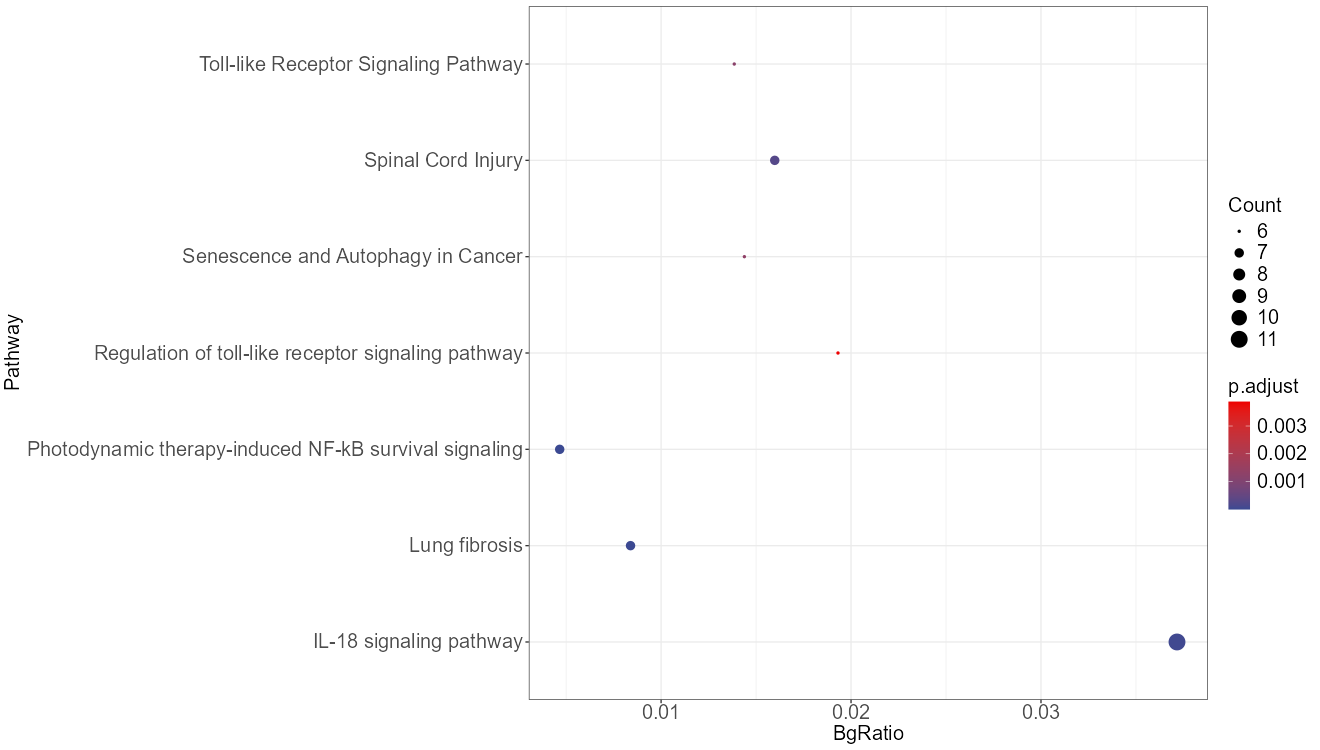 Pathway
Toll-like Receptor Signaling Pathway
Spinal Cord Injury
Senescence and Autophagy in Cancer
Regulation of toll-like receptor signaling pathway
Photodynamic therapy-induced NF-kB survival signaling
Lung fibrosis
IL-18 signaling pathway
0.01 0.02 0.03
BgRatio
Count
6
7
8
9
10
11
p.adjust
0.003
0.002
0.001